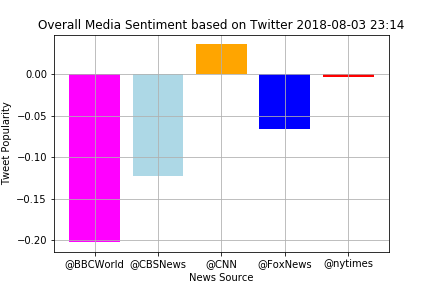 Overall Media Sentiment based on Twitter 2018-08-03 23:14
Tweet Popularity
0.00
−0.05
−0.10
−0.15
−0.20
@BBCWorld @CBSNews @CNN @FoxNews @nytimes
News Source